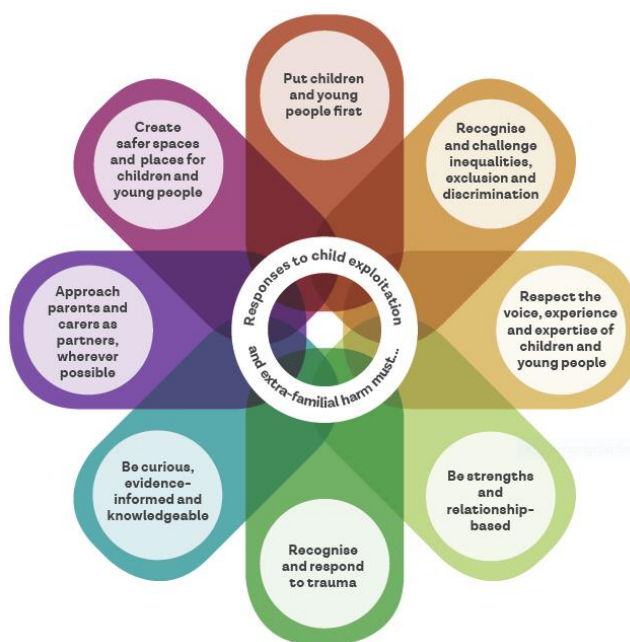 Put children
and young
people first
Recognise
and challenge
inequalities,
exclusion and
discrimination
Respect the
voice, experience
and expertise of
children and
young people
Be strengths
and
relationship-
based
Recognise
and respond
to trauma
Be curious,
evidence-
informed and
knowledgeable
Approach
parents and
carers as
partners,
wherever
possible
Create
safer spaces
and places for
children and
young people
Responses to child exploitation
and extra-familial harm must...